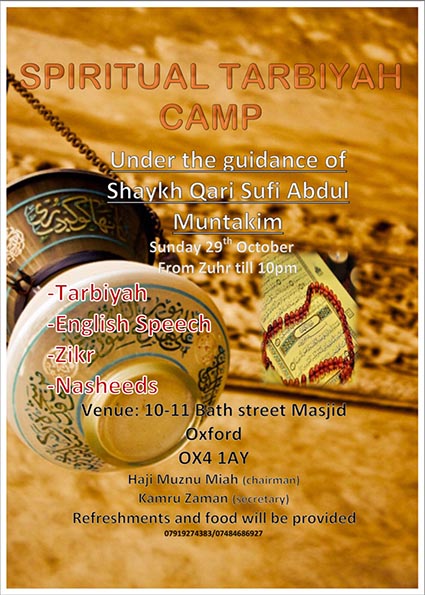 SPIRITUAL TARBIYAH
CAMP
Under the guidance of
Shaykh Qari Sufi Abdul
Muntakim
Sunday 29th October
From Zuhr till 10pm
-Tarbiyah
-English Speech
-Zikr
-Nasheeds
Venue: 10-11 Bath street Masjid
Oxford
OX4 1AY
Haji Muznu Miah (chairman)
Kamru Zaman (secretary)
Refreshments and food will be provided
07919274383/07484686927